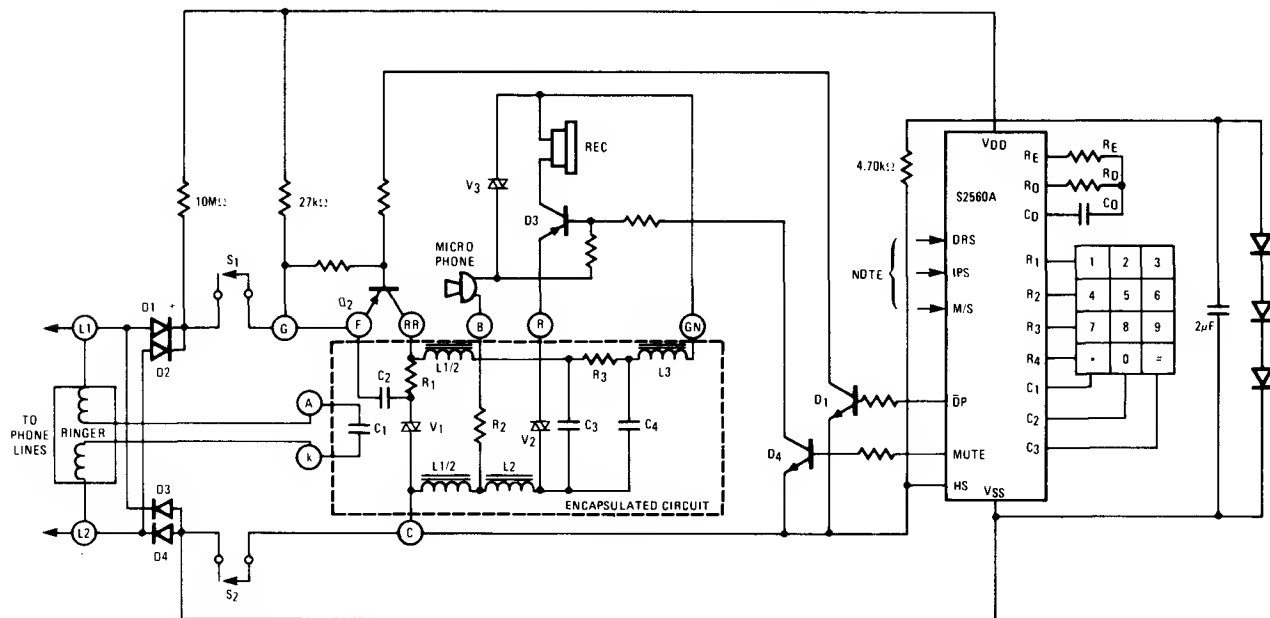 VDD
S2560A
RE
RO
CD
RE
RD
CO
4.70kΩ
REC
V3
D3
MICRO
PHONE
10MΩ
27kΩ
S1
D1
+
D2
L1
G
Q2
F
RR
B
R
GN
NOTE
DRS
IPS
M/S
R1
R2
R3
R4
C1
C2
C3
1 2 3
4 5 6
7 8 9
• 0 =
2μF
L1/2
R3
L3
C2
R1
TO
PHONE
LINES
RINGER
A
C1
k
V1
R2
V2
C3
C4
D1
DP
L1/2
L2
D4
MUTE
HS
VSS
ENCAPSULATED CIRCUIT
D3
L2
D4
C
S2